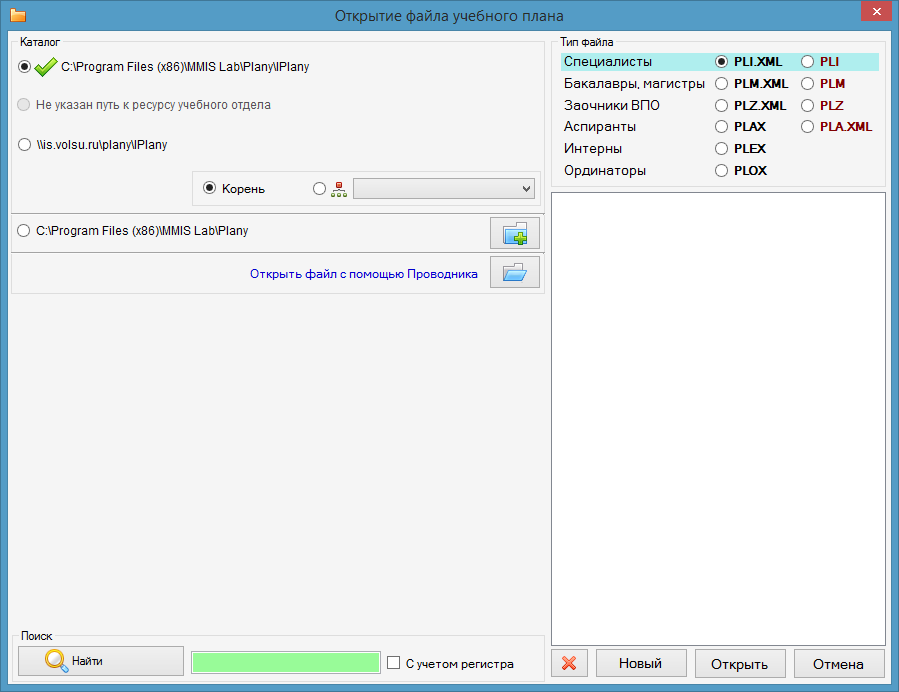 Открытие файла учебного плана
Каталог
C:\Program Files (x86)\MMIS Lab\Plany\IPlany
Не указан путь к ресурсу учебного отдела
\\is.volsu.ru\plany\IPlany
Корень
C:\Program Files (x86)\MMIS Lab\Plany
Открыть файл с помощью Проводника
Тип файла
Специалисты PLI.XML PLI
Бакалавры, магистры PLM.XML PLM
Заочники ВПО PLZ.XML PLZ
Аспиранты PLAX PLA.XML
Интерны PLEX
Ординаторы PLOX
Поиск
Найти
С учетом регистра
Новый
Открыть
Отмена